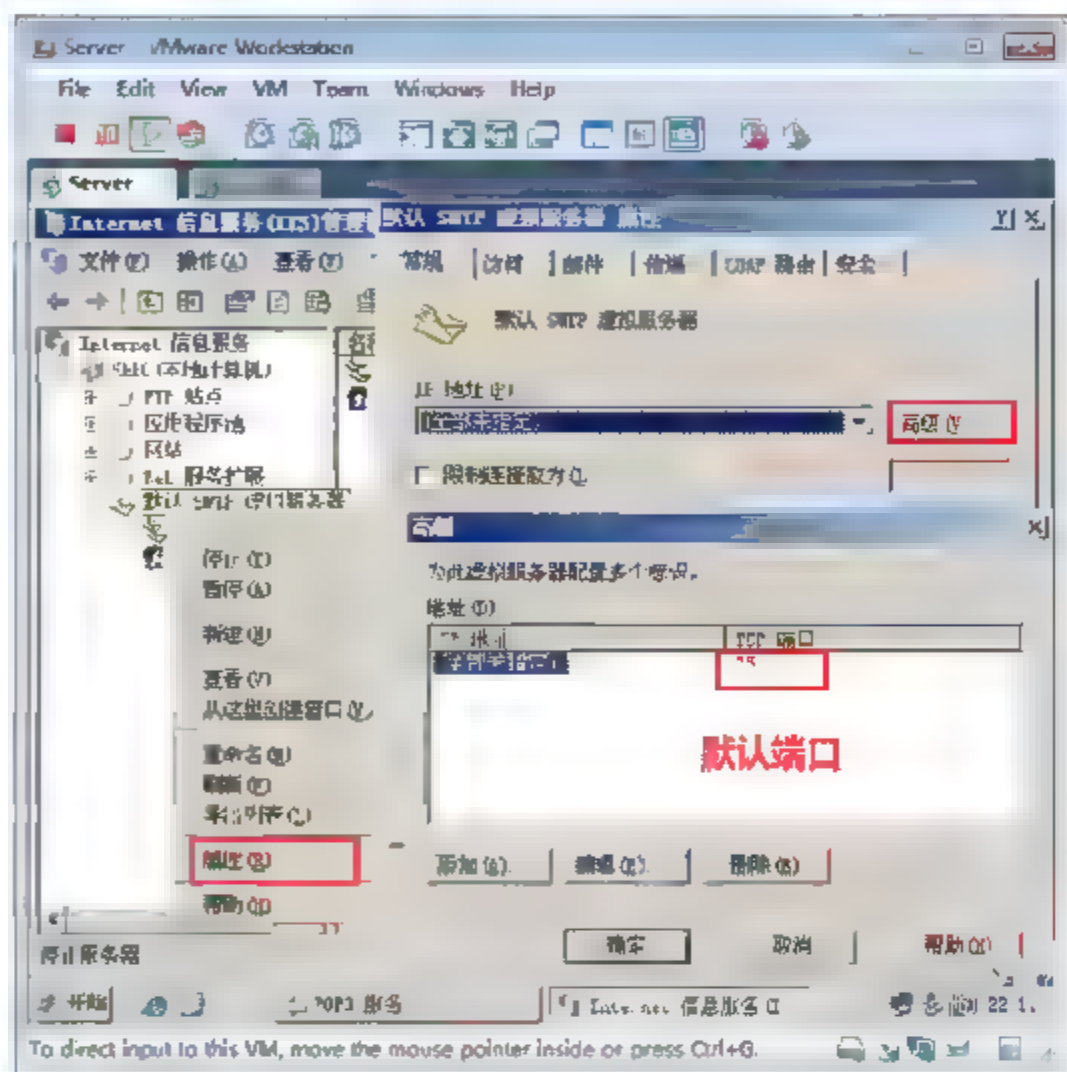 Server VMware Workstation
File Edit View VM Team Windows Help
Server
Internet 信息服务(IIS)管理
默认 SMTP 虚拟服务器 属性
文件(F) 操作(A) 查看(V)
常规 访问 邮件 传递 LDAP 路由 安全
默认 SMTP 虚拟服务器
Internet 信息服务
(本地计算机)
FTP 站点
应用程序池
网站
Web 服务扩展
默认 SMTP 虚拟服务器
IP 地址(P)
(全部未指定)
高级(V)
限制连接数为(L)
停止(T)
暂停(A)
新建(N)
查看(V)
从这里创建窗口(W)
重命名(M)
刷新(F)
导出列表(L)
属性(R)
帮助(H)
高级
为此虚拟服务器配置多个标识。
地址(D)
IP 地址 TCP 端口
默认端口
添加(A) 编辑(E) 删除(R)
确定 取消 帮助(H)
停止服务器
开始 POP3 服务 Internet 信息服务
To direct input to this VM, move the mouse pointer inside or press Ctrl+G.